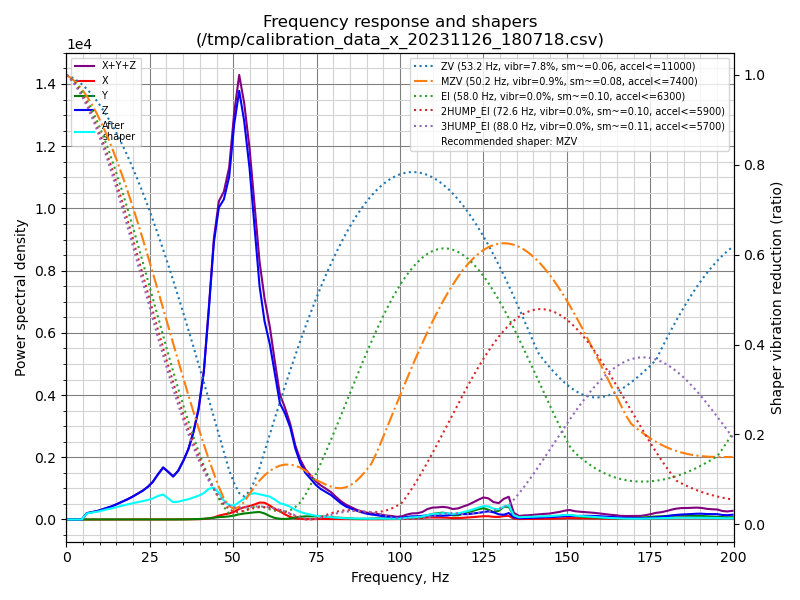 Frequency response and shapers
(/tmp/calibration_data_x_20231126_180718.csv)
1e4
X+Y+Z
X
Y
Z
After
shaper
ZV (53.2 Hz, vibr=7.8%, sm~=0.06, accel<=11000)
MZV (50.2 Hz, vibr=0.9%, sm~=0.08, accel<=7400)
EI (58.0 Hz, vibr=0.0%, sm~=0.10, accel<=6300)
2HUMP_EI (72.6 Hz, vibr=0.0%, sm~=0.10, accel<=5900)
3HUMP_EI (88.0 Hz, vibr=0.0%, sm~=0.11, accel<=5700)
Recommended shaper: MZV
Power spectral density
1.4
1.2
1.0
0.8
0.6
0.4
0.2
0.0
1.0
0.8
0.6
0.4
0.2
0.0
Shaper vibration reduction (ratio)
0 25 50 75 100 125 150 175 200
Frequency, Hz